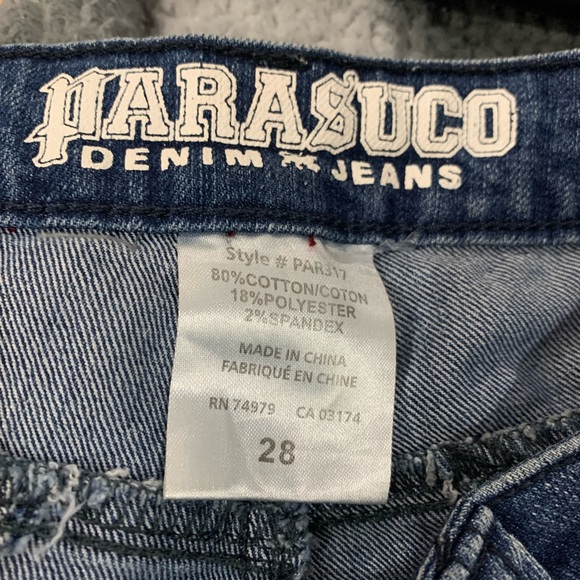 PARASUCO
DENIM JEANS
Style # PAR317
80%COTTON/COTON
18%POLYESTER
2%SPANDEX
MADE IN CHINA
FABRIQUÉ EN CHINE
RN 74979 CA 03174
28